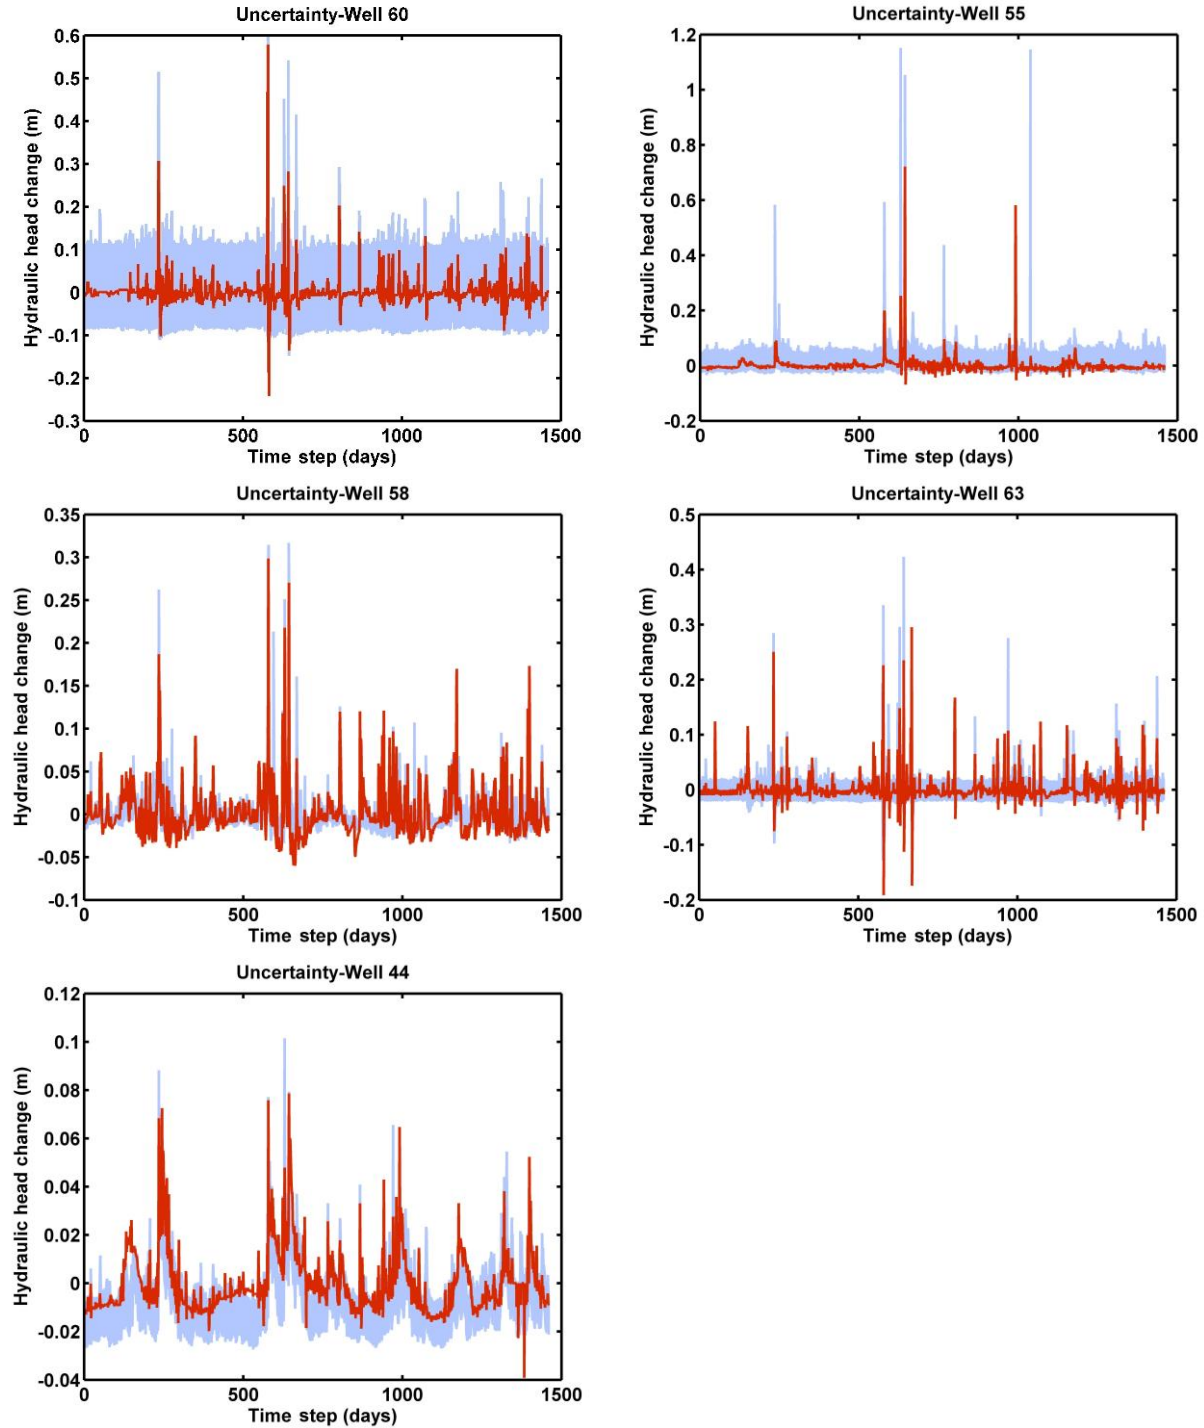 Uncertainty-Well 60
0.6
0.5
0.4
0.3
0.2
0.1
0
-0.1
-0.2
-0.3
Hydraulic head change (m)
0 500 1000 1500
Time step (days)
Uncertainty-Well 55
1.2
1
0.8
0.6
0.4
0.2
0
-0.2
Hydraulic head change (m)
0 500 1000 1500
Time step (days)
Uncertainty-Well 58
0.35
0.3
0.25
0.2
0.15
0.1
0.05
0
-0.05
-0.1
Hydraulic head change (m)
0 500 1000 1500
Time step (days)
Uncertainty-Well 63
0.5
0.4
0.3
0.2
0.1
0
-0.1
-0.2
Hydraulic head change (m)
0 500 1000 1500
Time step (days)
Uncertainty-Well 44
0.12
0.1
0.08
0.06
0.04
0.02
0
-0.02
-0.04
Hydraulic head change (m)
0 500 1000 1500
Time step (days)